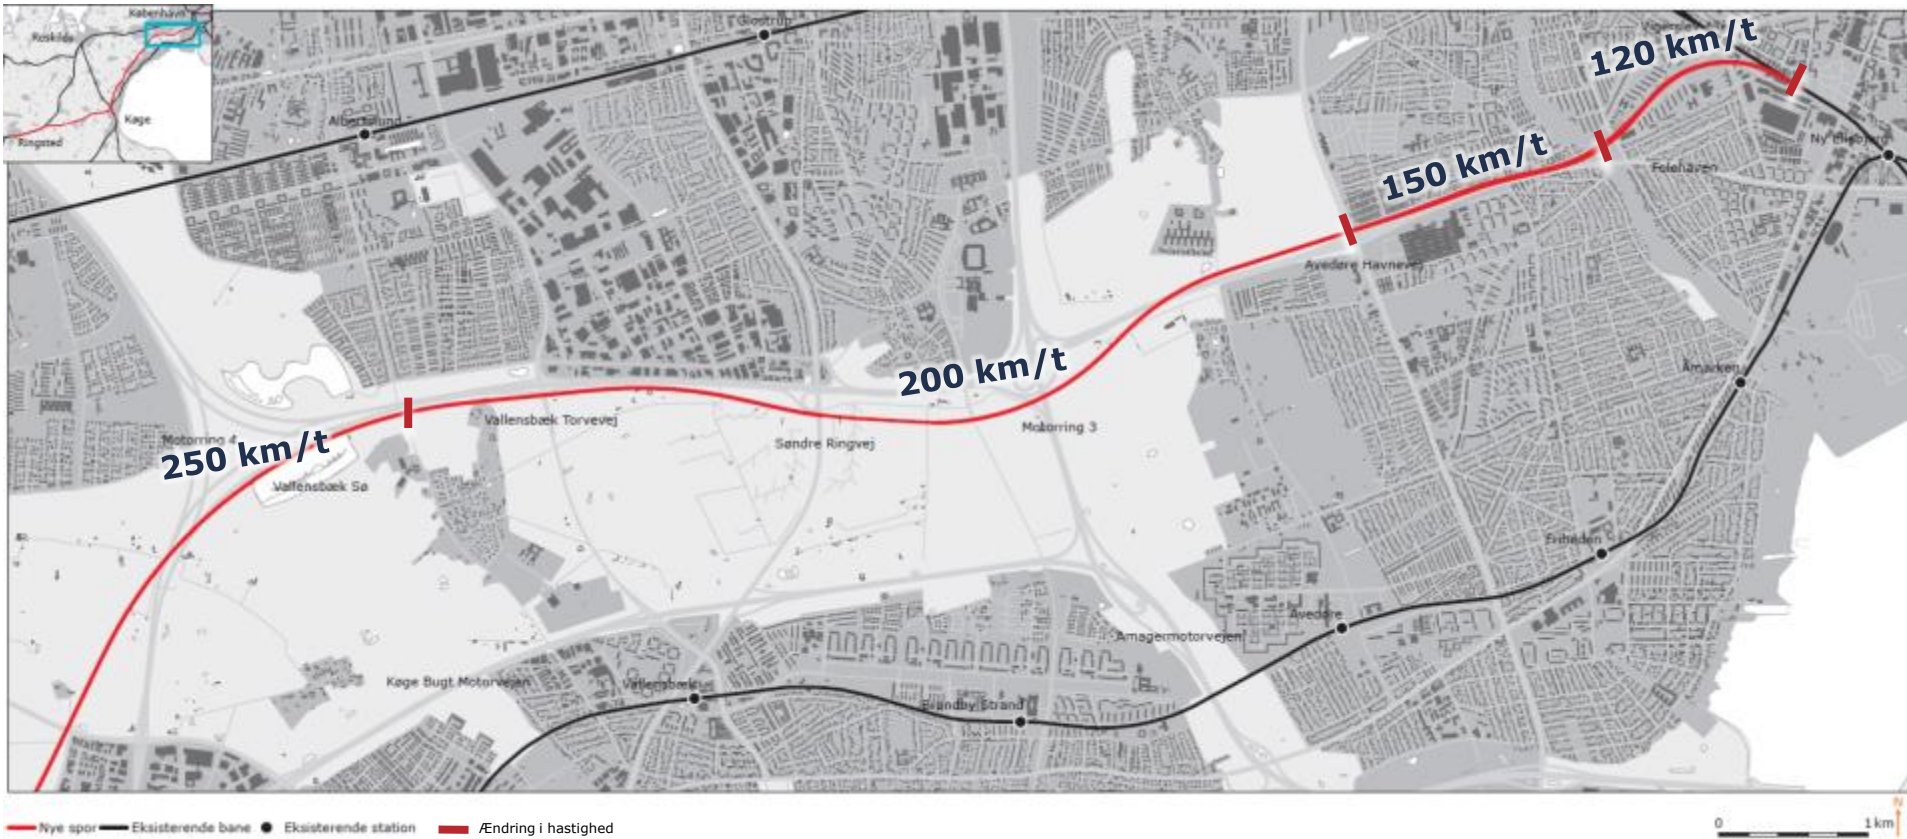 København
Roskilde
Køge
Ringsted
Glostrup
Albertslund
120 km/t
Ny Ellebjerg
150 km/t
Folehaven
Avedøre Havnevej
200 km/t
Åmarken
Vallensbæk Torvevej
Motorring 3
Motorring 4
250 km/t
Søndre Ringvej
Vallensbæk Sø
Friheden
Avedøre
Amagermotorvejen
Køge Bugt Motorvejen
Vallensbæk
Brøndby Strand
N
0 1 km
Nye spor Eksisterende bane Eksisterende station Ændring i hastighed